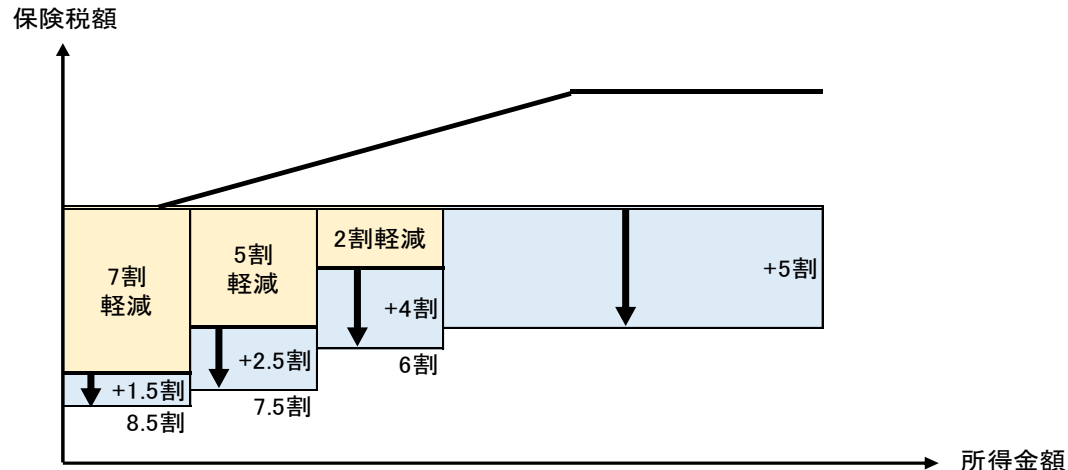 保険税額
7割
軽減
5割
軽減
2割軽減
+5割
+4割
+2.5割
+1.5割
6割
7.5割
8.5割
所得金額